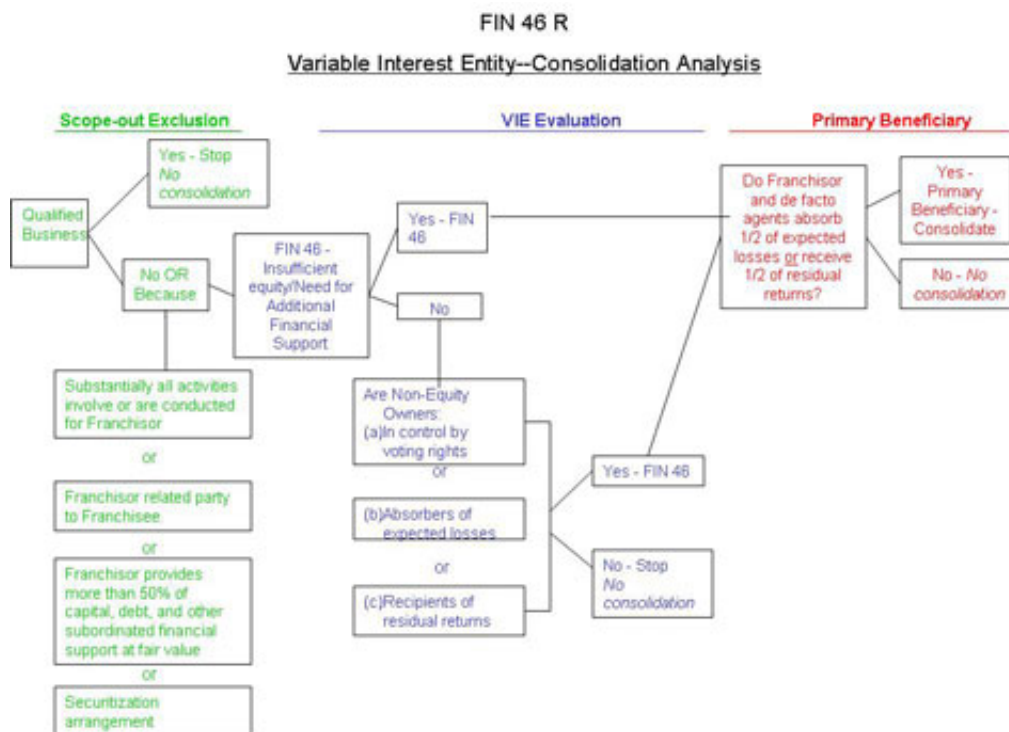 FIN 46 R
Variable Interest Entity--Consolidation Analysis
Scope-out Exclusion
VIE Evaluation
Primary Beneficiary
Qualified
Business
Yes - Stop
No
consolidation
No OR
Because
Substantially all activities
involve or are conducted
for Franchisor
or
Franchisor related party
to Franchisee
or
Franchisor provides
more than 50% of
capital, debt, and other
subordinated financial
support at fair value
or
Securitization
arrangement
FIN 46 -
Insufficient
equity/Need for
Additional
Financial
Support
Yes - FIN
46
No
Are Non-Equity
Owners:
(a)In control by
voting rights
or
(b)Absorbers of
expected losses
or
(c)Recipients of
residual returns
Yes - FIN 46
No - Stop
No
consolidation
Do Franchisor
and de facto
agents absorb
1/2 of expected
losses or receive
1/2 of residual
returns?
Yes -
Primary
Beneficiary -
Consolidate
No - No
consolidation